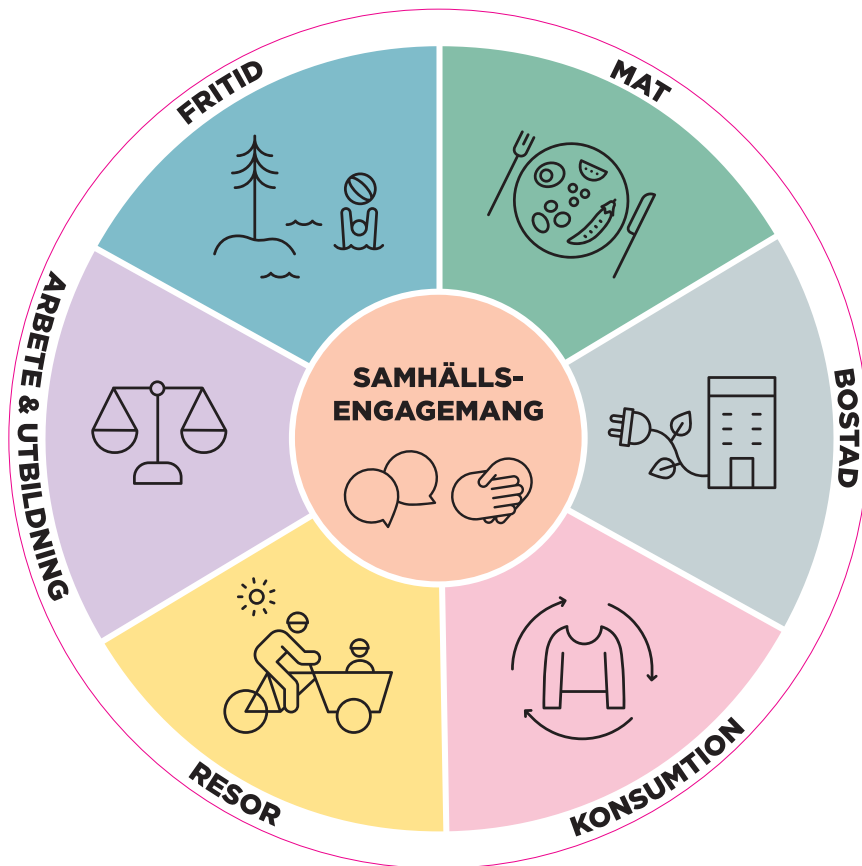 FRITID
MAT
BOSTAD
KONSUMTION
RESOR
ARBETE & UTBILDNING
SAMHÄLLS-
ENGAGEMANG